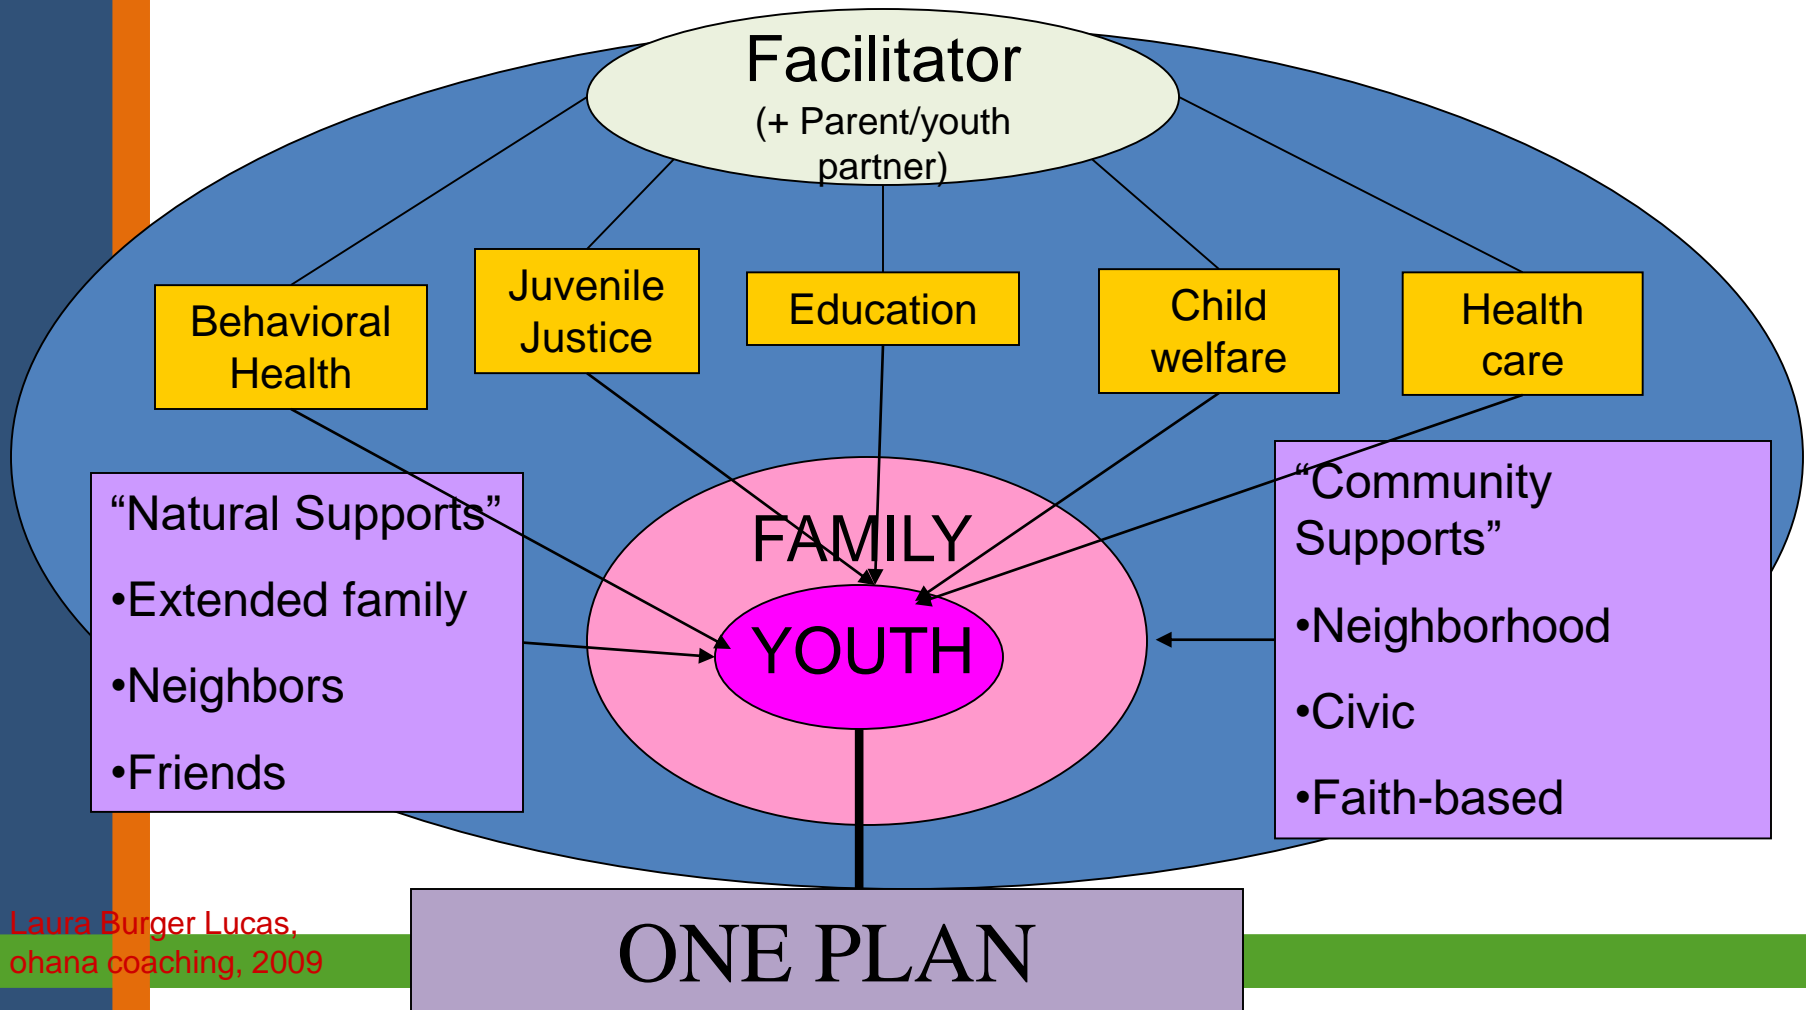 Facilitator
(+ Parent/youth
partner)
Behavioral
Health
Juvenile
Justice
Education
Child
welfare
Health
care
“Natural Supports”
•Extended family
•Neighbors
•Friends
FAMILY
YOUTH
“Community
Supports”
•Neighborhood
•Civic
•Faith-based
Laura Burger Lucas,
ohana coaching, 2009
ONE PLAN